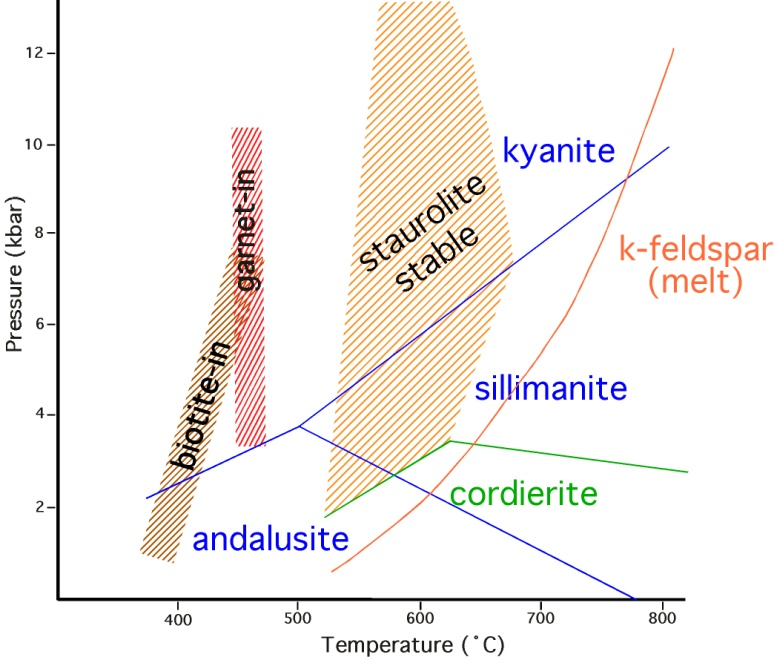 12
10
8
6
4
2
Pressure (kbar)
garnet-in
biotite-in
staurolite
stable
kyanite
k-feldspar
(melt)
sillimanite
cordierite
andalusite
400
500
600
700
800
Temperature (˚C)